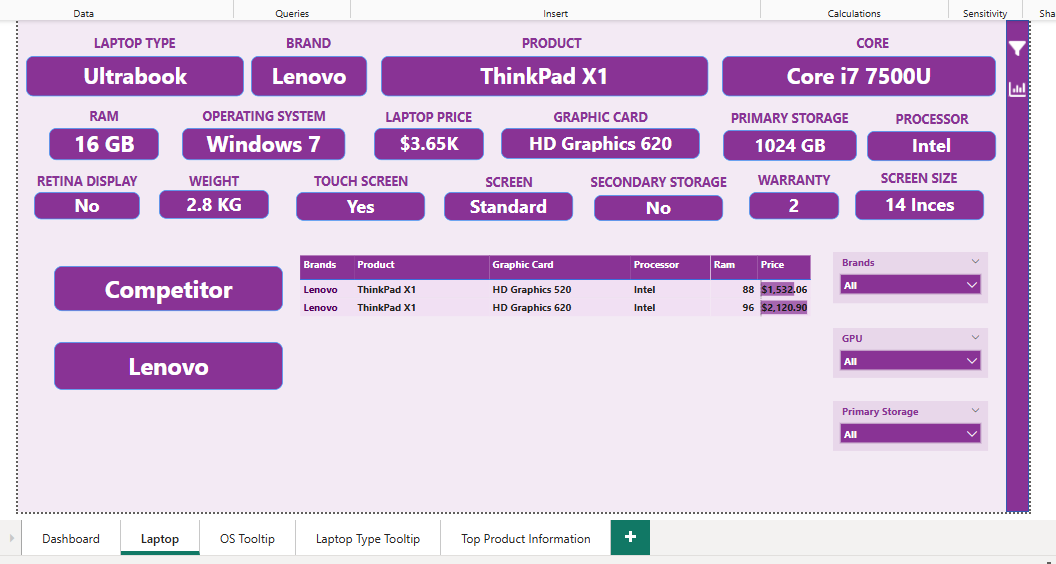 Data Queries Insert Calculations Sensitivity Sha
LAPTOP TYPE BRAND PRODUCT CORE
Ultrabook Lenovo ThinkPad X1 Core i7 7500U
RAM OPERATING SYSTEM LAPTOP PRICE GRAPHIC CARD PRIMARY STORAGE PROCESSOR
16 GB Windows 7 $3.65K HD Graphics 620 1024 GB Intel
RETINA DISPLAY WEIGHT TOUCH SCREEN SCREEN SECONDARY STORAGE WARRANTY SCREEN SIZE
No 2.8 KG Yes Standard No 2 14 Inces
Competitor
Lenovo
Brands Product Graphic Card Processor Ram Price
Lenovo ThinkPad X1 HD Graphics 520 Intel 88 $1,532.06
Lenovo ThinkPad X1 HD Graphics 620 Intel 96 $2,120.90
Brands
All
GPU
All
Primary Storage
All
Dashboard Laptop OS Tooltip Laptop Type Tooltip Top Product Information +